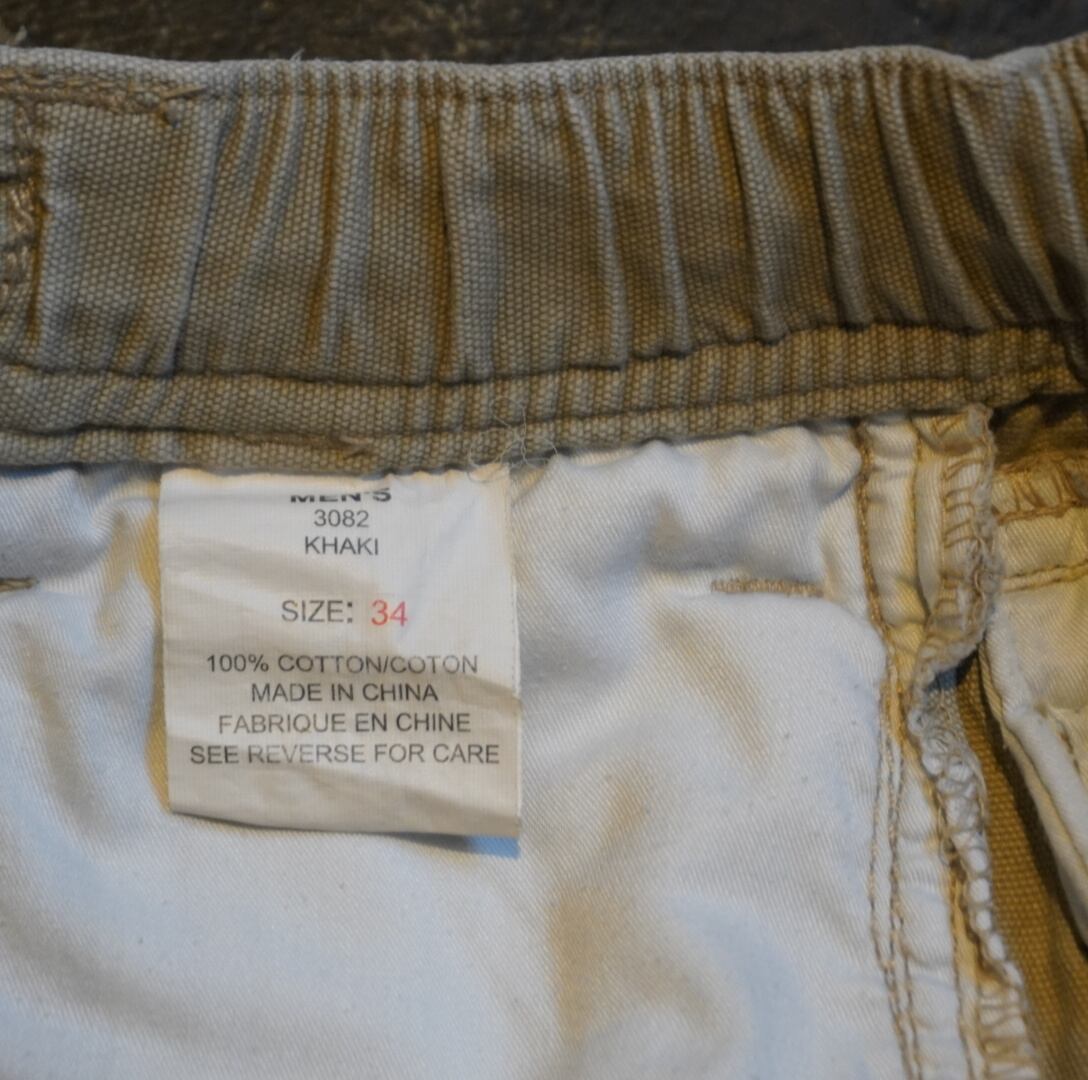 MEN'S
3082
KHAKI
SIZE: 34
100% COTTON/COTON
MADE IN CHINA
FABRIQUE EN CHINE
SEE REVERSE FOR CARE